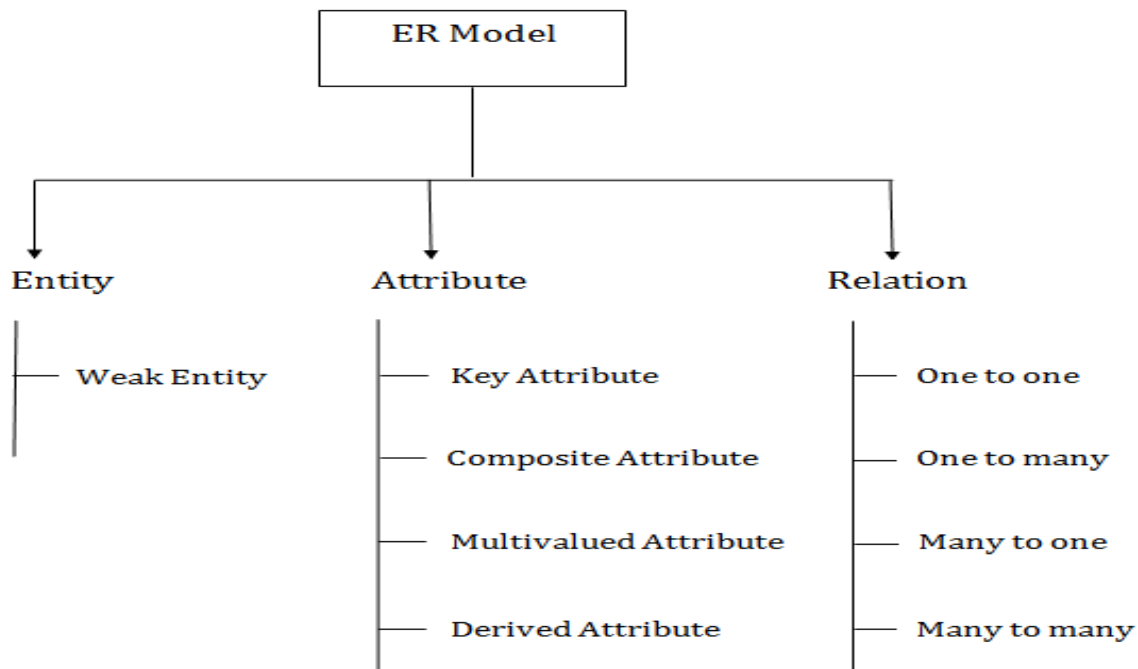 ER Model
Entity
Attribute
Relation
Weak Entity
Key Attribute
One to one
Composite Attribute
One to many
Multivalued Attribute
Many to one
Derived Attribute
Many to many